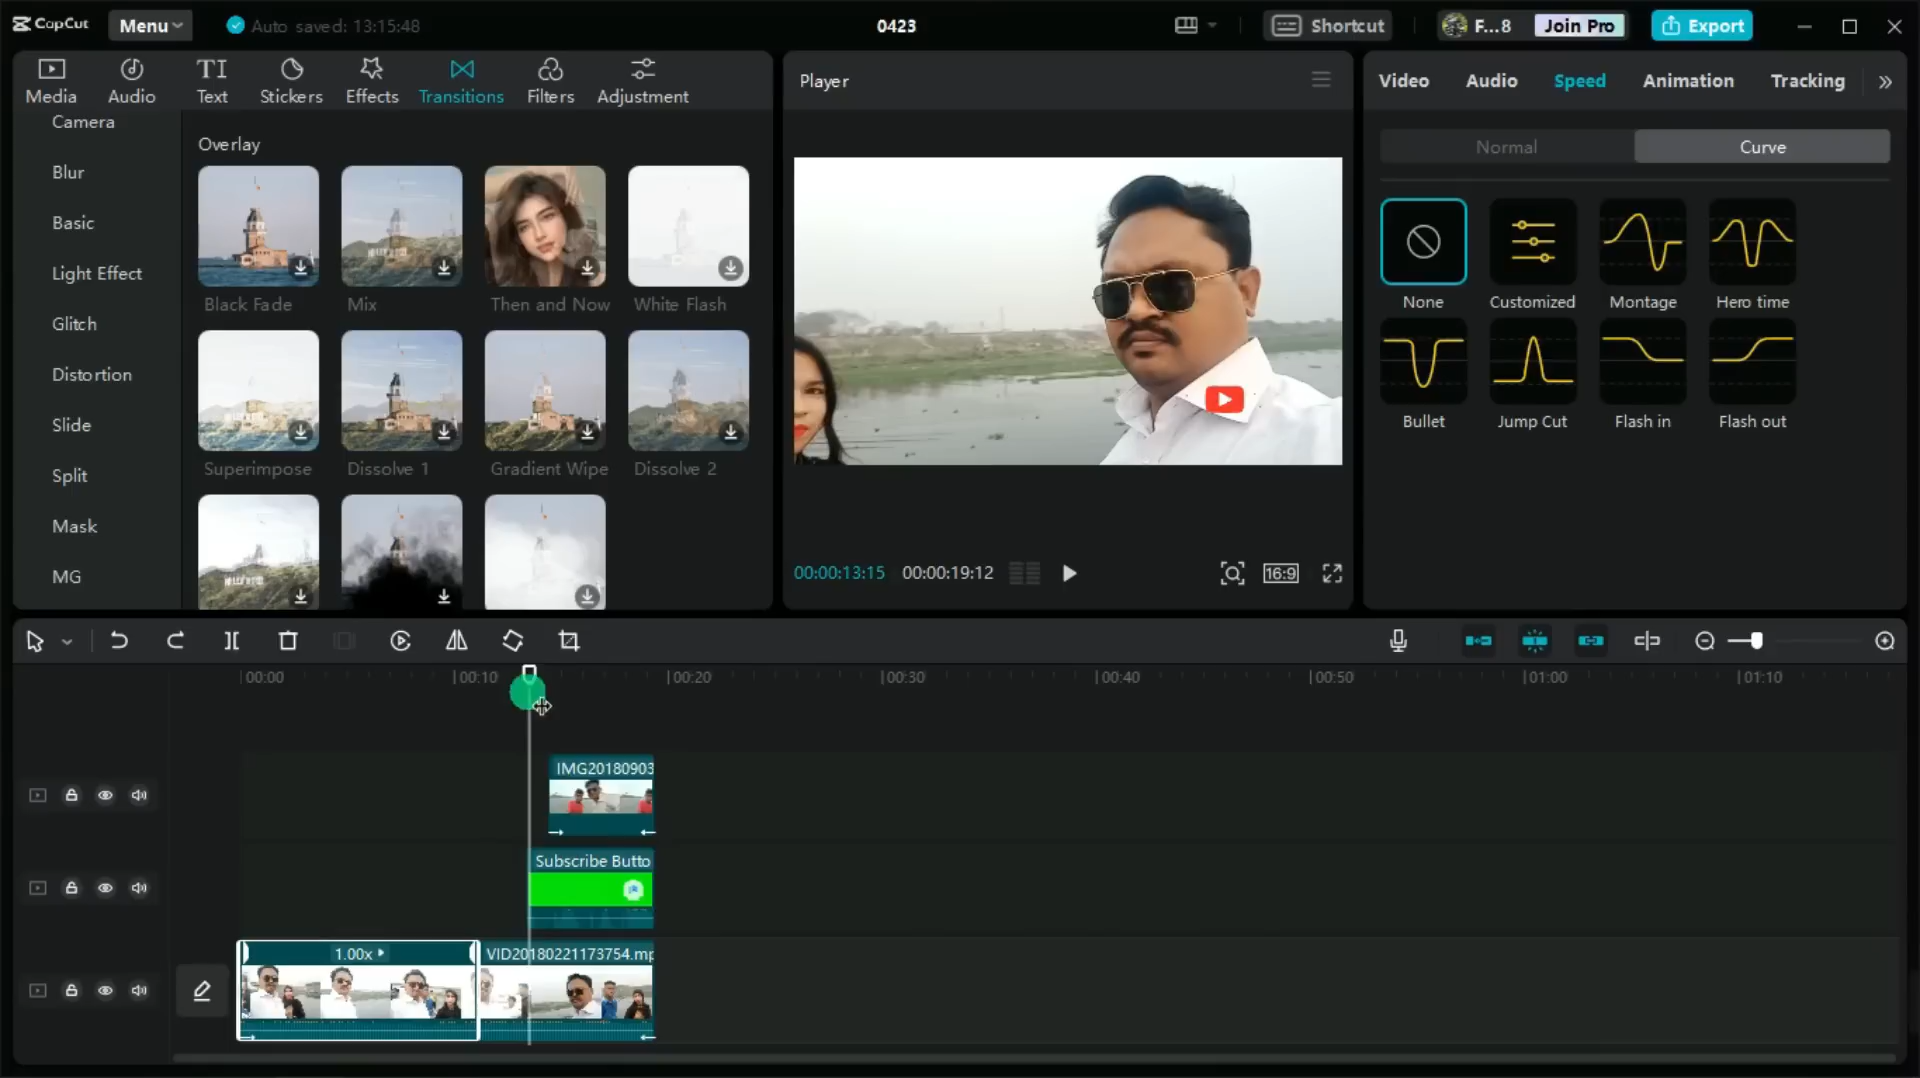 CapCut
Menu
Auto saved: 13:15:48
0423
Shortcut
F...8
Join Pro
Export
Media
Audio
Text
Stickers
Effects
Transitions
Filters
Adjustment
Camera
Blur
Basic
Light Effect
Glitch
Distortion
Slide
Split
Mask
MG
Overlay
Black Fade
Mix
Then and Now
White Flash
Superimpose
Dissolve 1
Gradient Wipe
Dissolve 2
Player
00:00:13:15
00:00:19:12
16:9
Video
Audio
Speed
Animation
Tracking
Normal
Curve
None
Customized
Montage
Hero time
Bullet
Jump Cut
Flash in
Flash out
00:00
00:10
00:20
00:30
00:40
00:50
01:00
01:10
IMG20180903
Subscribe Butto
1.00x
VID20180221173754.mp